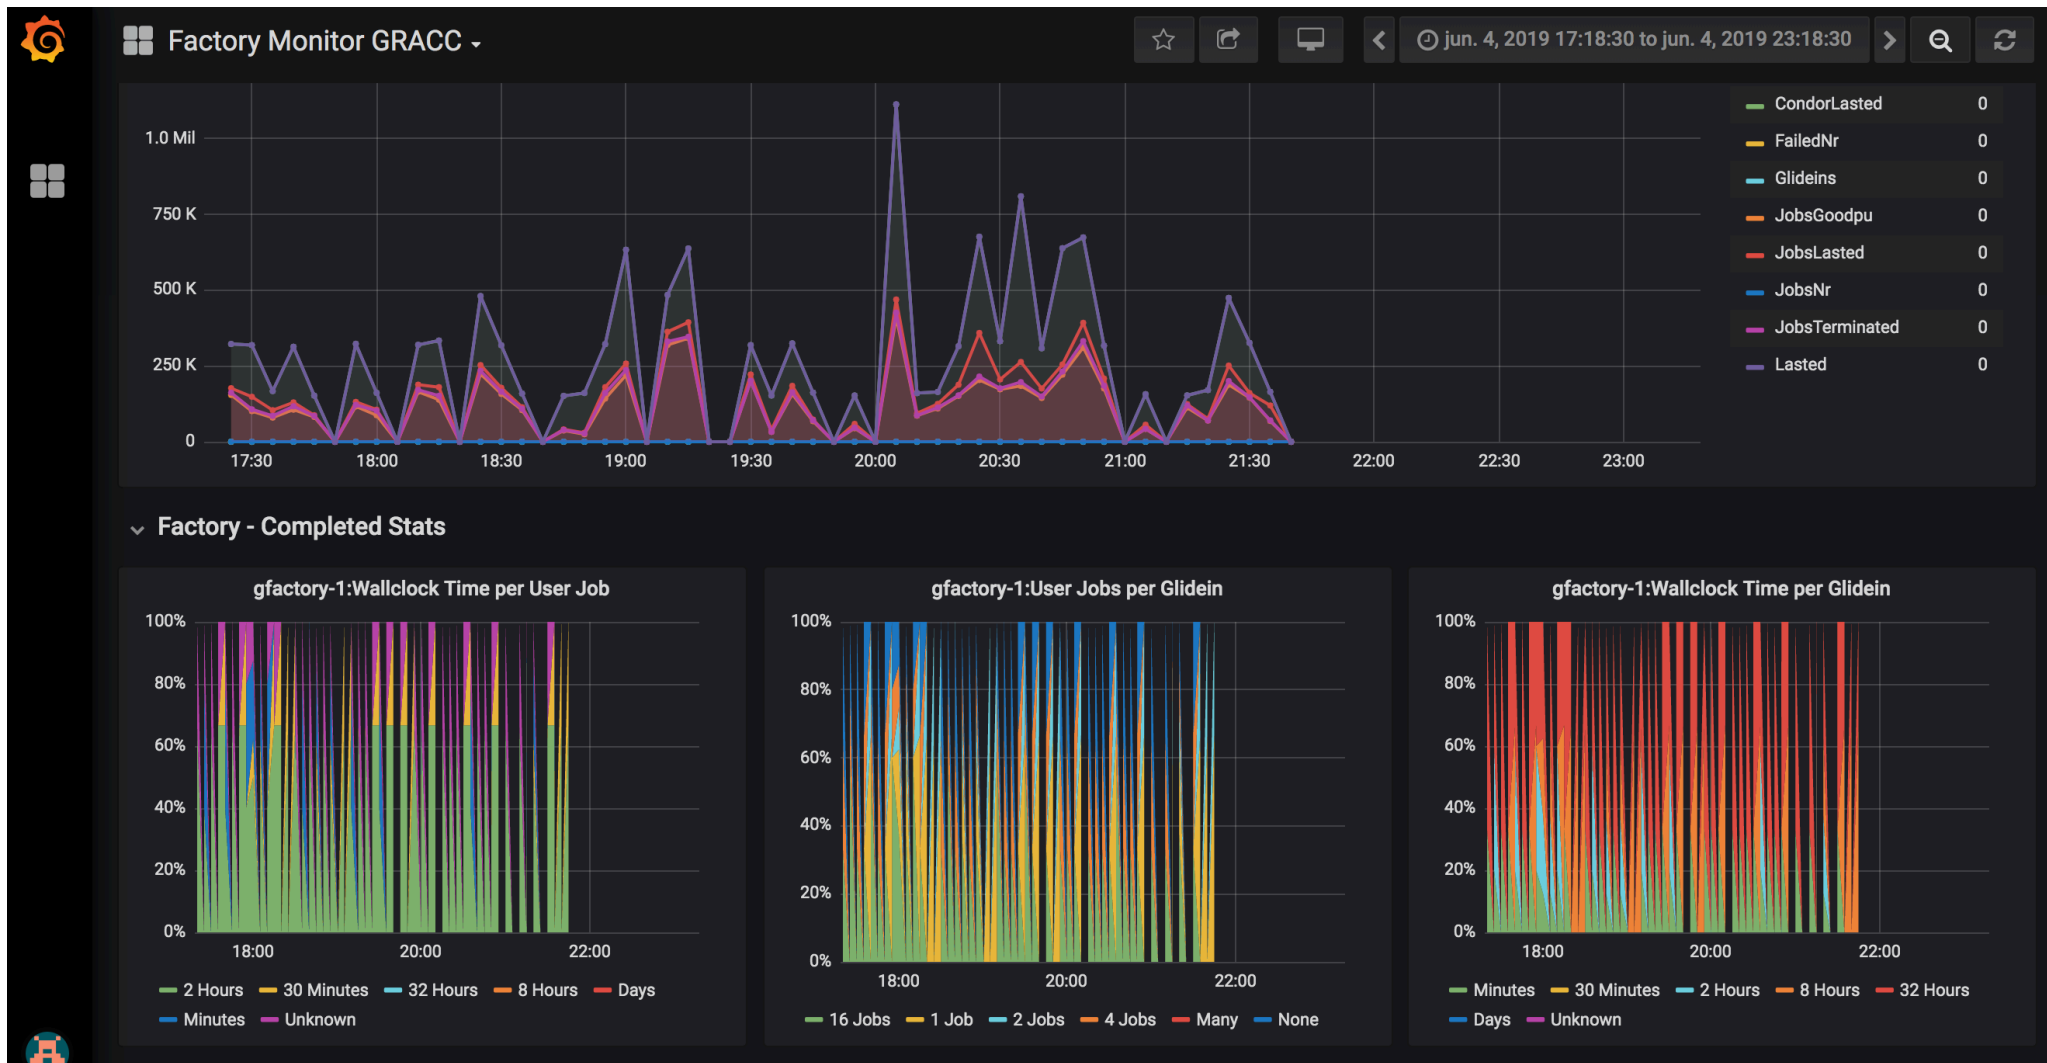 Factory Monitor GRACC
jun. 4, 2019 17:18:30 to jun. 4, 2019 23:18:30
1.0 Mil
750 K
500 K
250 K
0
17:30 18:00 18:30 19:00 19:30 20:00 20:30 21:00 21:30 22:00 22:30 23:00
CondorLasted 0
FailedNr 0
Glideins 0
JobsGoodpu 0
JobsLasted 0
JobsNr 0
JobsTerminated 0
Lasted 0
Factory - Completed Stats
gfactory-1:Wallclock Time per User Job
100%
80%
60%
40%
20%
0%
18:00 20:00 22:00
2 Hours 30 Minutes 32 Hours 8 Hours Days
Minutes Unknown
gfactory-1:User Jobs per Glidein
100%
80%
60%
40%
20%
0%
18:00 20:00 22:00
16 Jobs 1 Job 2 Jobs 4 Jobs Many None
gfactory-1:Wallclock Time per Glidein
100%
80%
60%
40%
20%
0%
18:00 20:00 22:00
Minutes 30 Minutes 2 Hours 8 Hours 32 Hours
Days Unknown